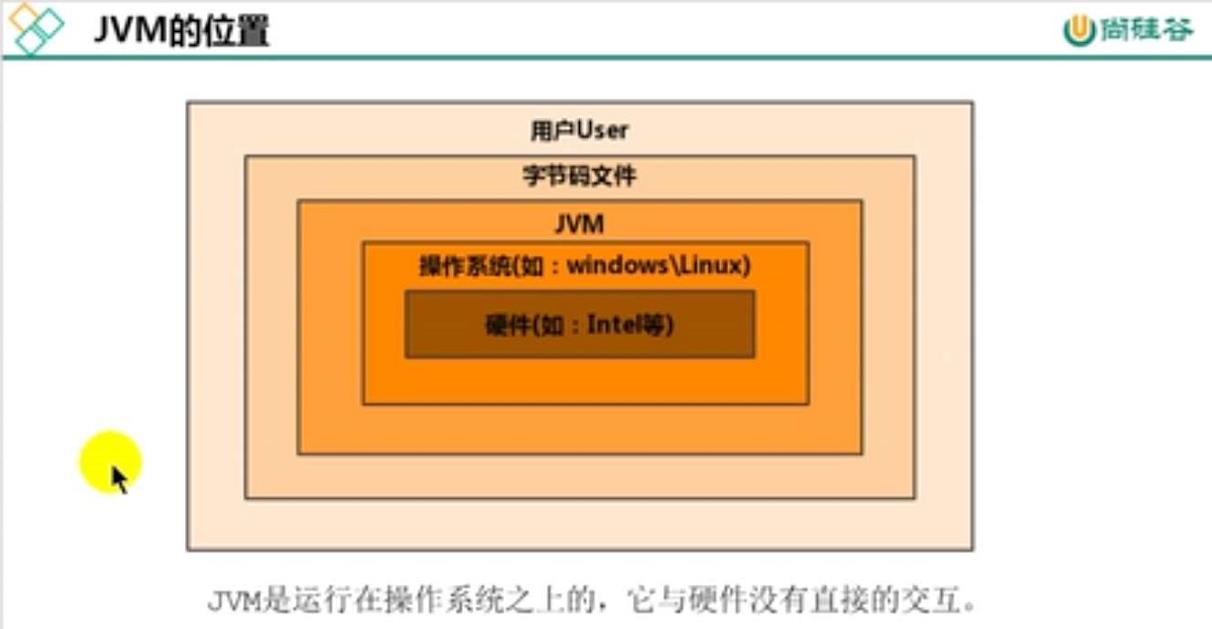 JVM的位置
尚硅谷
用户User
字节码文件
JVM
操作系统(如：windows\Linux)
硬件(如：Intel等)
JVM是运行在操作系统之上的，它与硬件没有直接的交互。